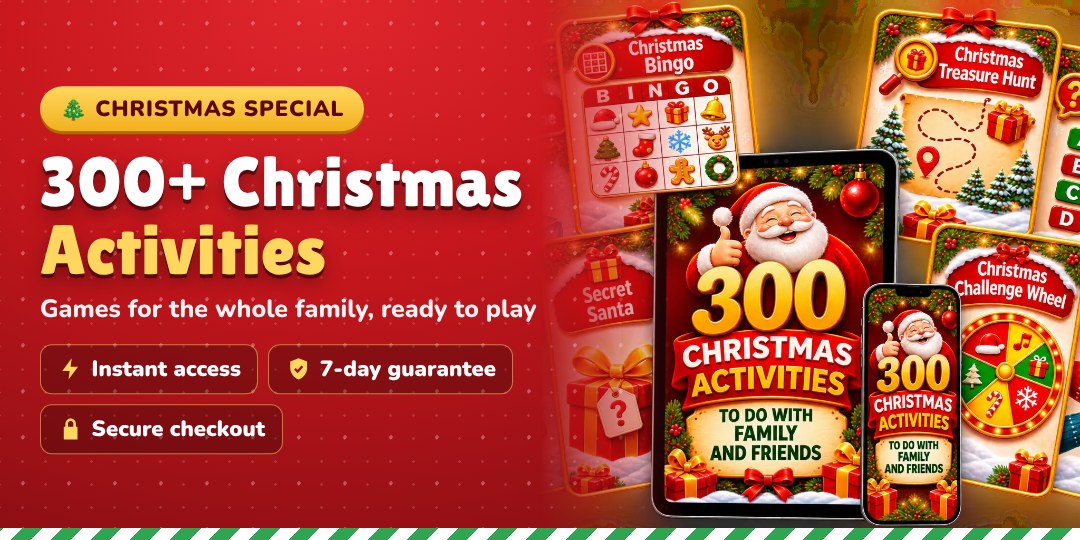 CHRISTMAS SPECIAL
300+ Christmas
Activities
Games for the whole family, ready to play
Instant access
7-day guarantee
Secure checkout
Christmas
Bingo
B I N G O
Christmas
Treasure Hunt
C
D
Secret
Santa
?
Christmas
Challenge Wheel
300
CHRISTMAS
ACTIVITIES
TO DO WITH
FAMILY
AND FRIENDS
300
CHRISTMAS
ACTIVITIES
TO DO WITH
FAMILY
AND FRIENDS